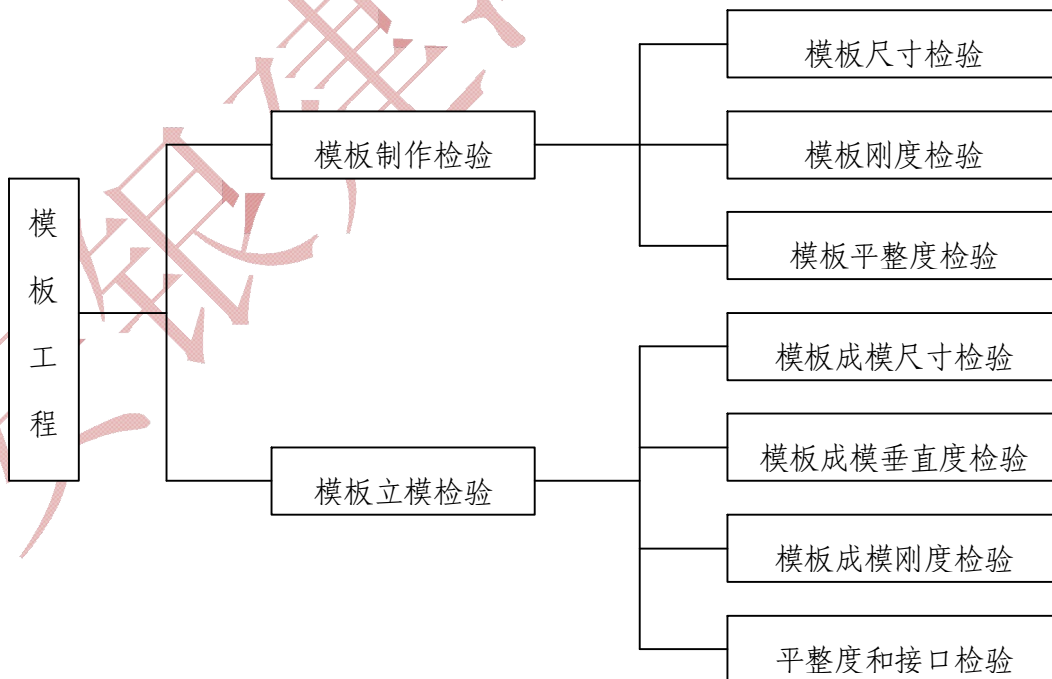 模板工程
模板制作检验
模板尺寸检验
模板刚度检验
模板平整度检验
模板立模检验
模板成模尺寸检验
模板成模垂直度检验
模板成模刚度检验
平整度和接口检验